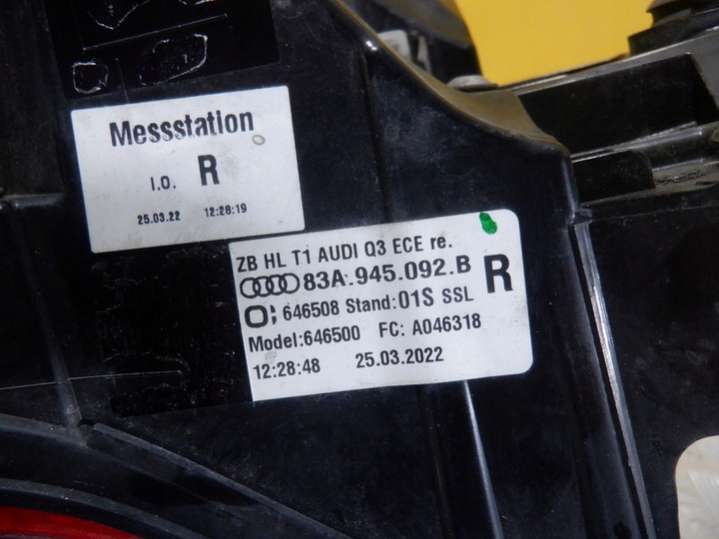 Messstation
I.O. R
25.03.22 12:28:19
ZB HL T1 AUDI Q3 ECE re.
83A.945.092.B R
646508 Stand:01S SSL
Model:646500 FC: A046318
12:28:48 25.03.2022